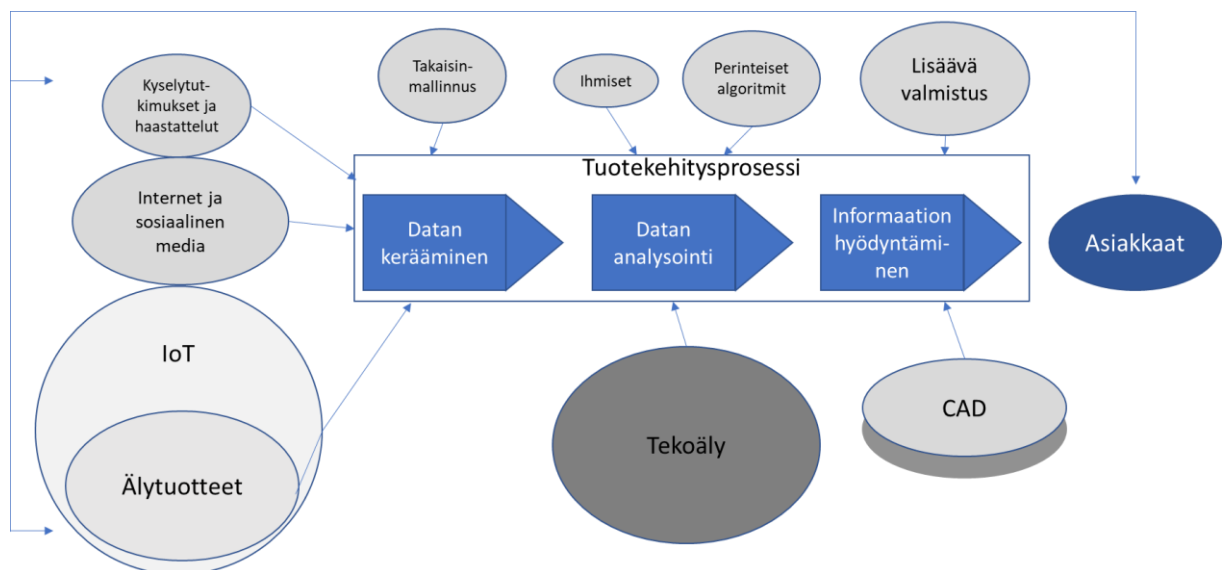 Kyselytut-
kimukset ja
haastattelut
Takaisin-
mallinnus
Ihmiset
Perinteiset
algoritmit
Lisäävä
valmistus
Internet ja
sosiaalinen
media
Tuotekehitysprosessi
Datan
kerääminen
Datan
analysointi
Informaation
hyödyntämi-
nen
Asiakkaat
IoT
Älytuotteet
Tekoäly
CAD